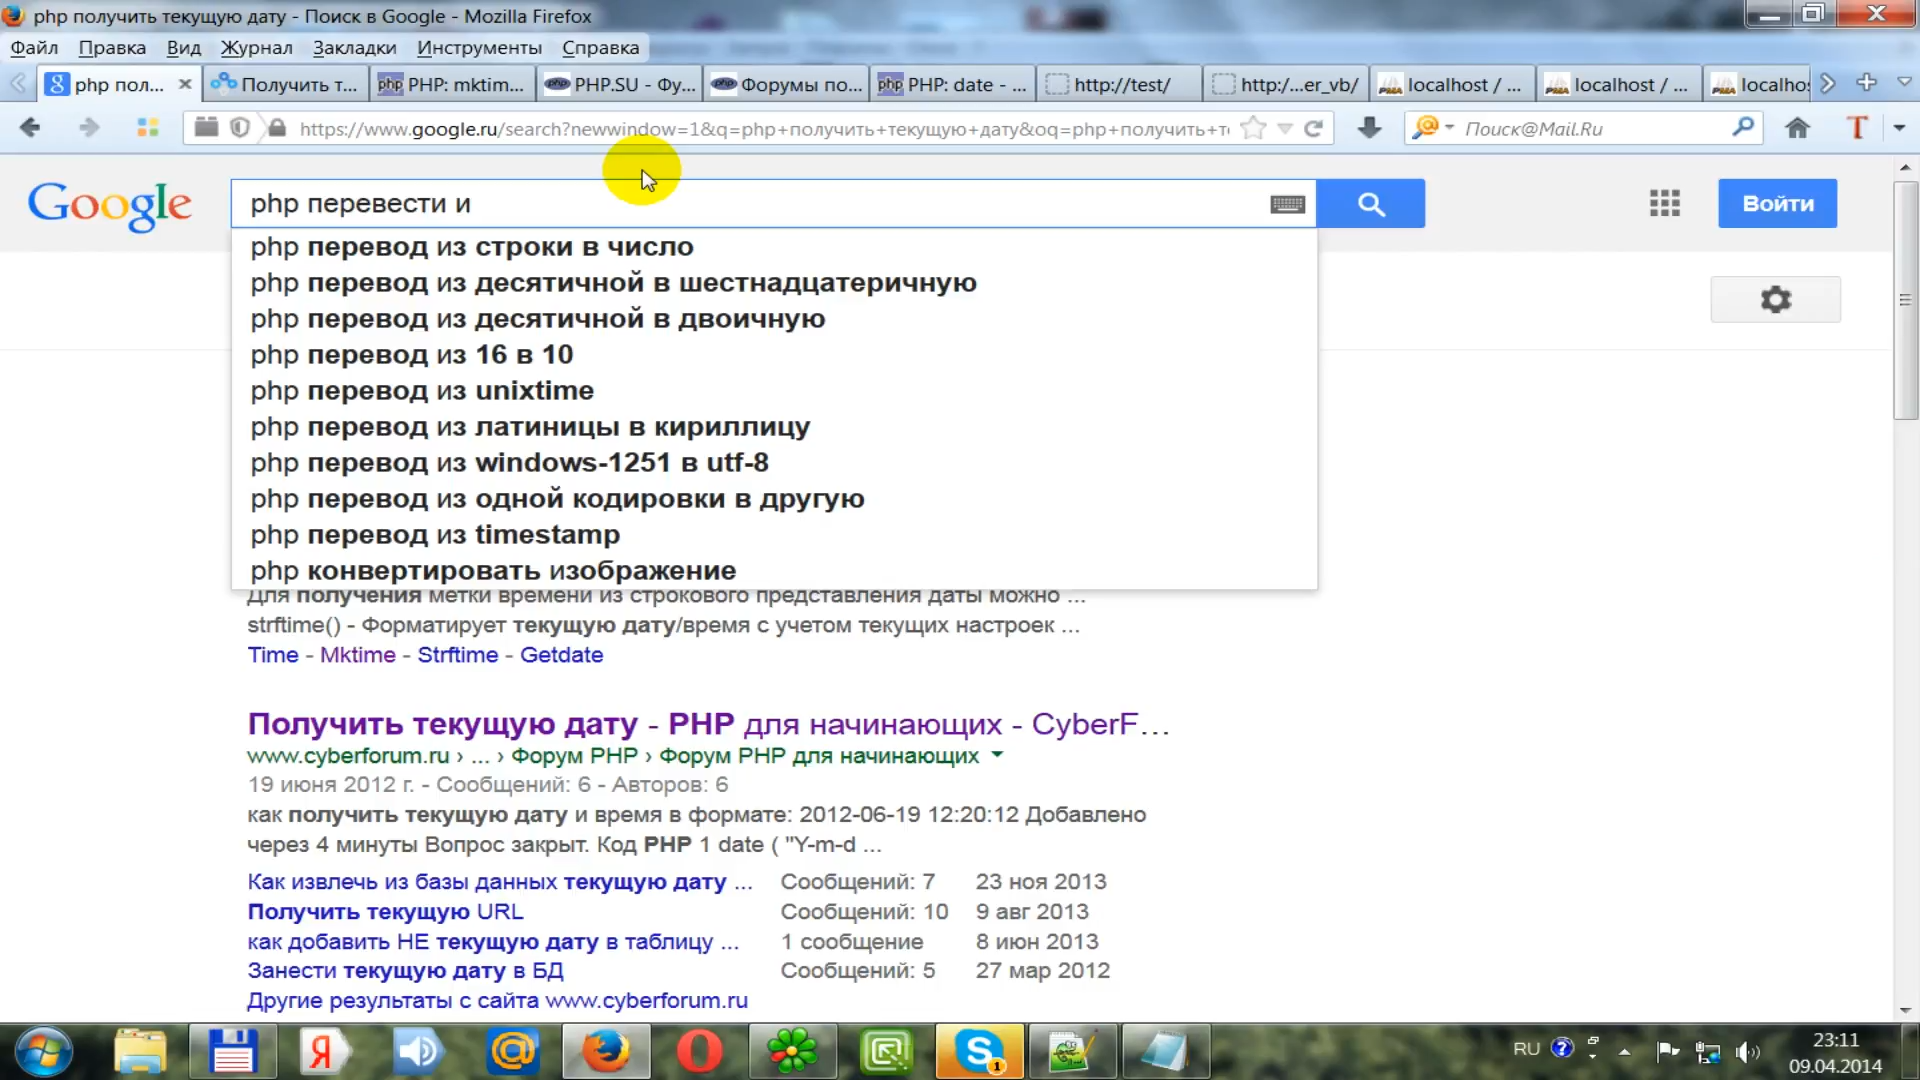 php получить текущую дату - Поиск в Google - Mozilla Firefox
Файл Правка Вид Журнал Закладки Инструменты Справка
php пол... Получить т... PHP: mktim... PHP.SU - Фу... Форумы по... PHP: date - ... http://test/ http:/...er_vb/ localhost / ... localhost / ... localho
https://www.google.ru/search?newwindow=1&q=php+получить+текущую+дату&oq=php+получить+т Поиск@Mail.Ru
Google php перевести и Войти
php перевод из строки в число
php перевод из десятичной в шестнадцатеричную
php перевод из десятичной в двоичную
php перевод из 16 в 10
php перевод из unixtime
php перевод из латиницы в кириллицу
php перевод из windows-1251 в utf-8
php перевод из одной кодировки в другую
php перевод из timestamp
php конвертировать изображение
Для получения метки времени из строкового представления даты можно ...
strftime() - Форматирует текущую дату/время с учетом текущих настроек ...
Time - Mktime - Strftime - Getdate
Получить текущую дату - PHP для начинающих - CyberF...
www.cyberforum.ru › ... › Форум PHP › Форум PHP для начинающих
19 июня 2012 г. - Сообщений: 6 - Авторов: 6
как получить текущую дату и время в формате: 2012-06-19 12:20:12 Добавлено
через 4 минуты Вопрос закрыт. Код PHP 1 date ( "Y-m-d ...
Как извлечь из базы данных текущую дату ... Сообщений: 7 23 ноя 2013
Получить текущую URL Сообщений: 10 9 авг 2013
как добавить НЕ текущую дату в таблицу ... 1 сообщение 8 июн 2013
Занести текущую дату в БД Сообщений: 5 27 мар 2012
Другие результаты с сайта www.cyberforum.ru
RU 23:11
09.04.2014